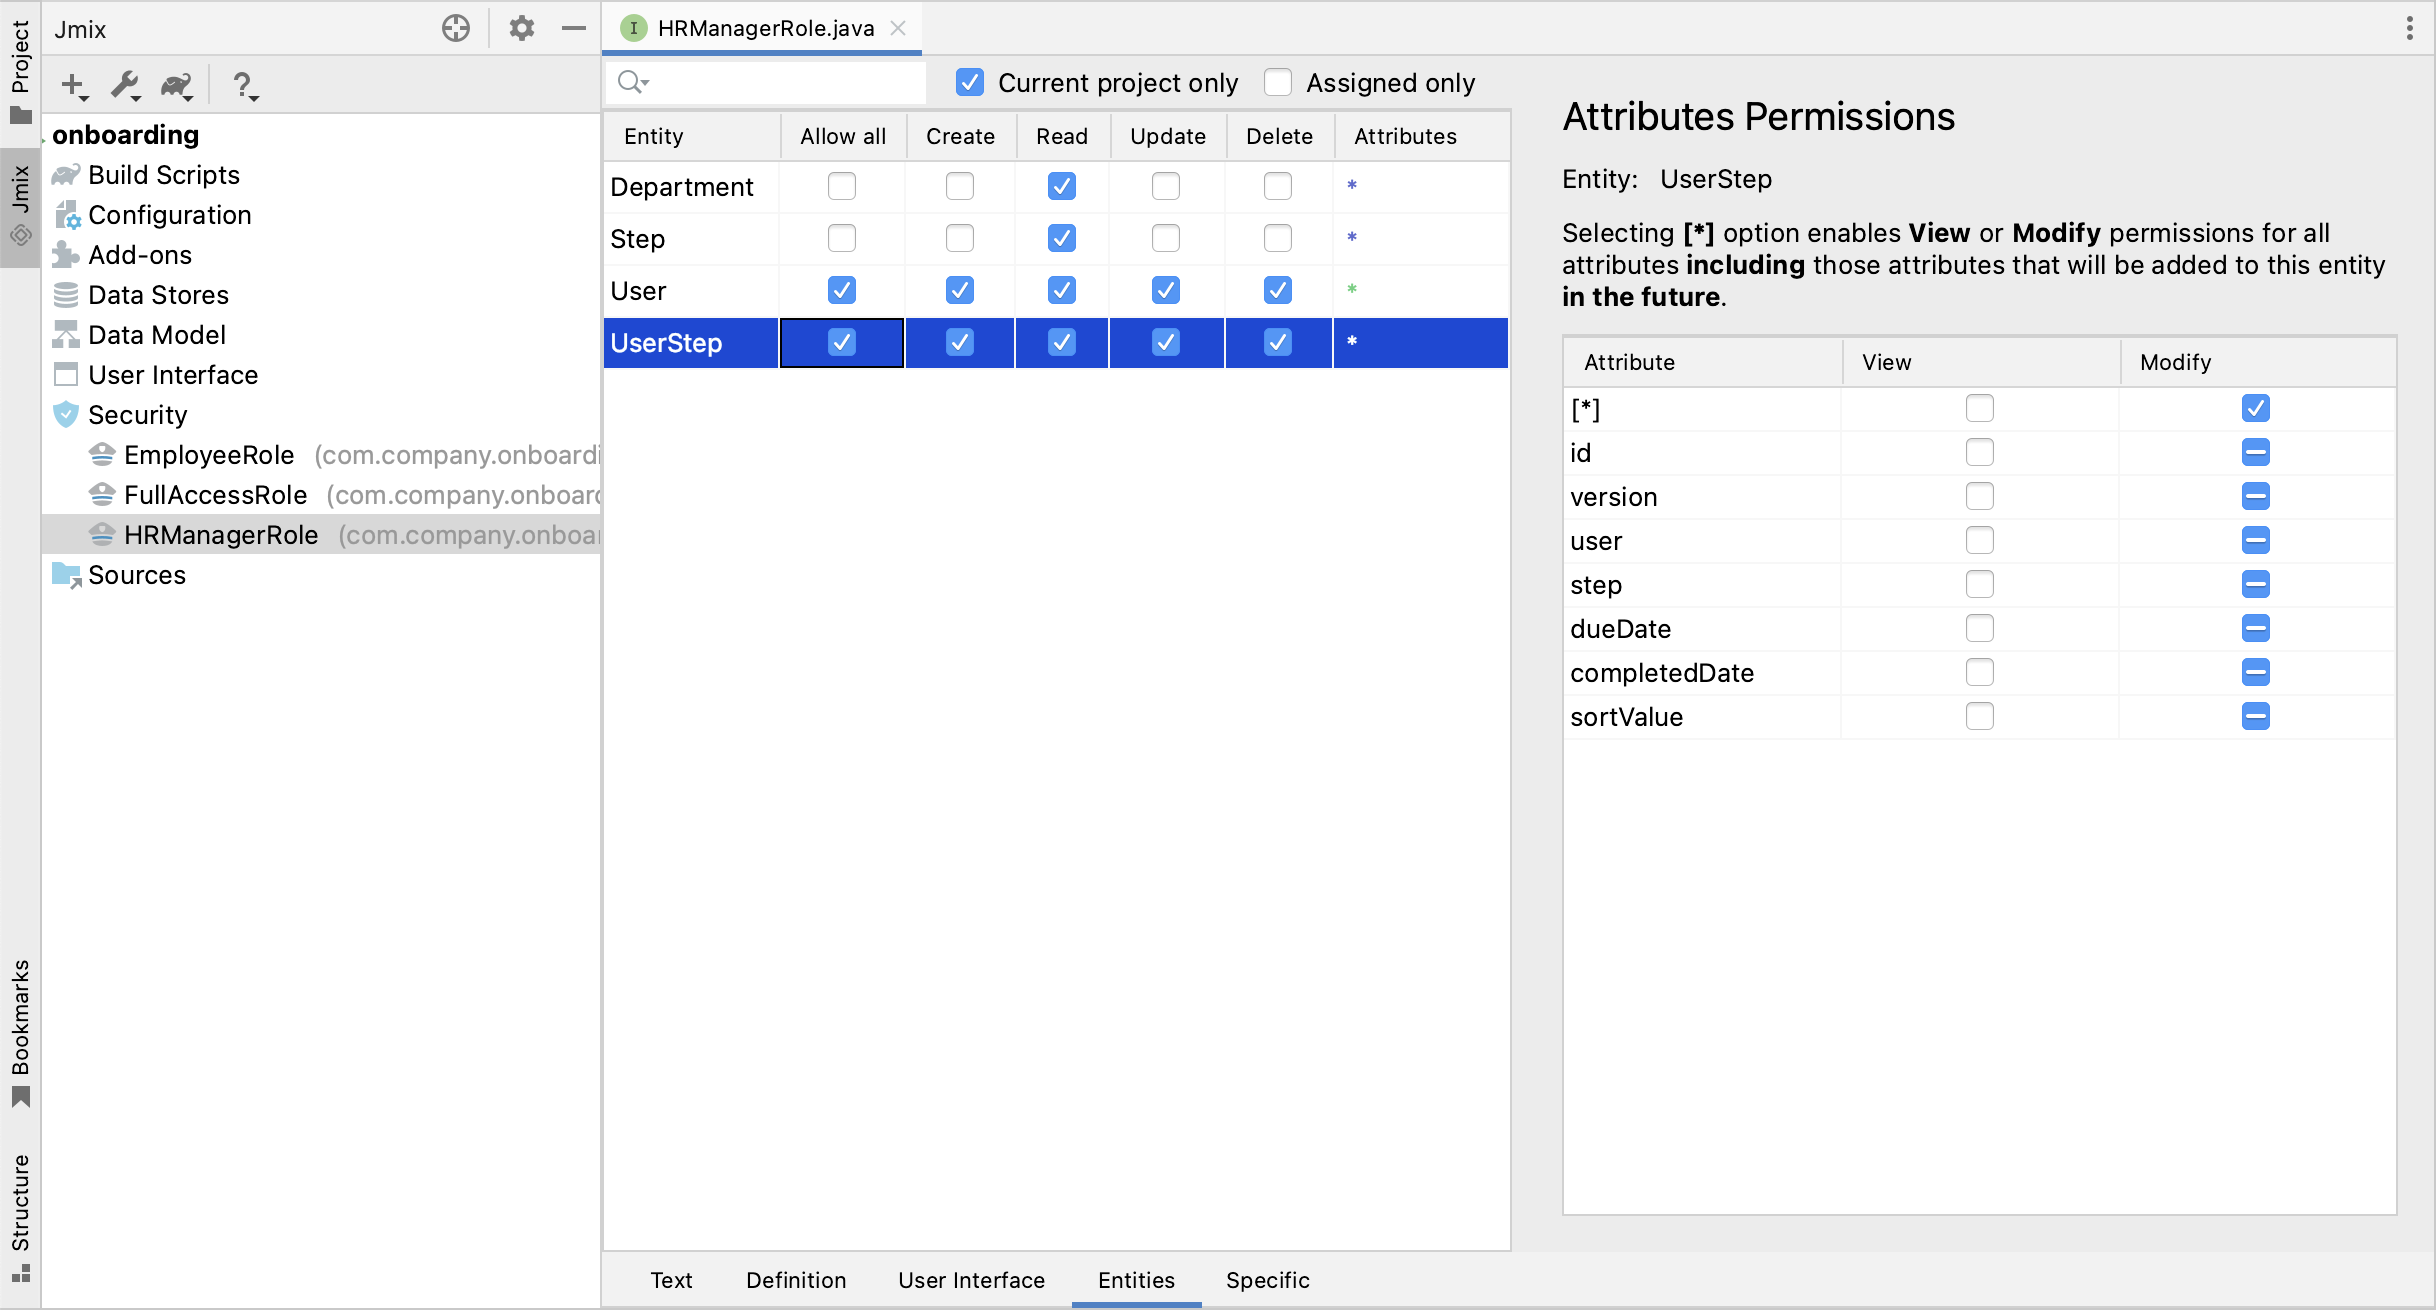 Project
Jmix
Bookmarks
Structure
Jmix
?
onboarding
Build Scripts
Configuration
Add-ons
Data Stores
Data Model
User Interface
Security
EmployeeRole (com.company.onboardi
FullAccessRole (com.company.onboard
HRManagerRole (com.company.onboar
Sources
I HRManagerRole.java
Current project only Assigned only
Entity Allow all Create Read Update Delete Attributes
Department *
Step *
User *
UserStep *
Attributes Permissions
Entity: UserStep
Selecting [*] option enables View or Modify permissions for all
attributes including those attributes that will be added to this entity
in the future.
Attribute View Modify
[*]
id
version
user
step
dueDate
completedDate
sortValue
Text Definition User Interface Entities Specific